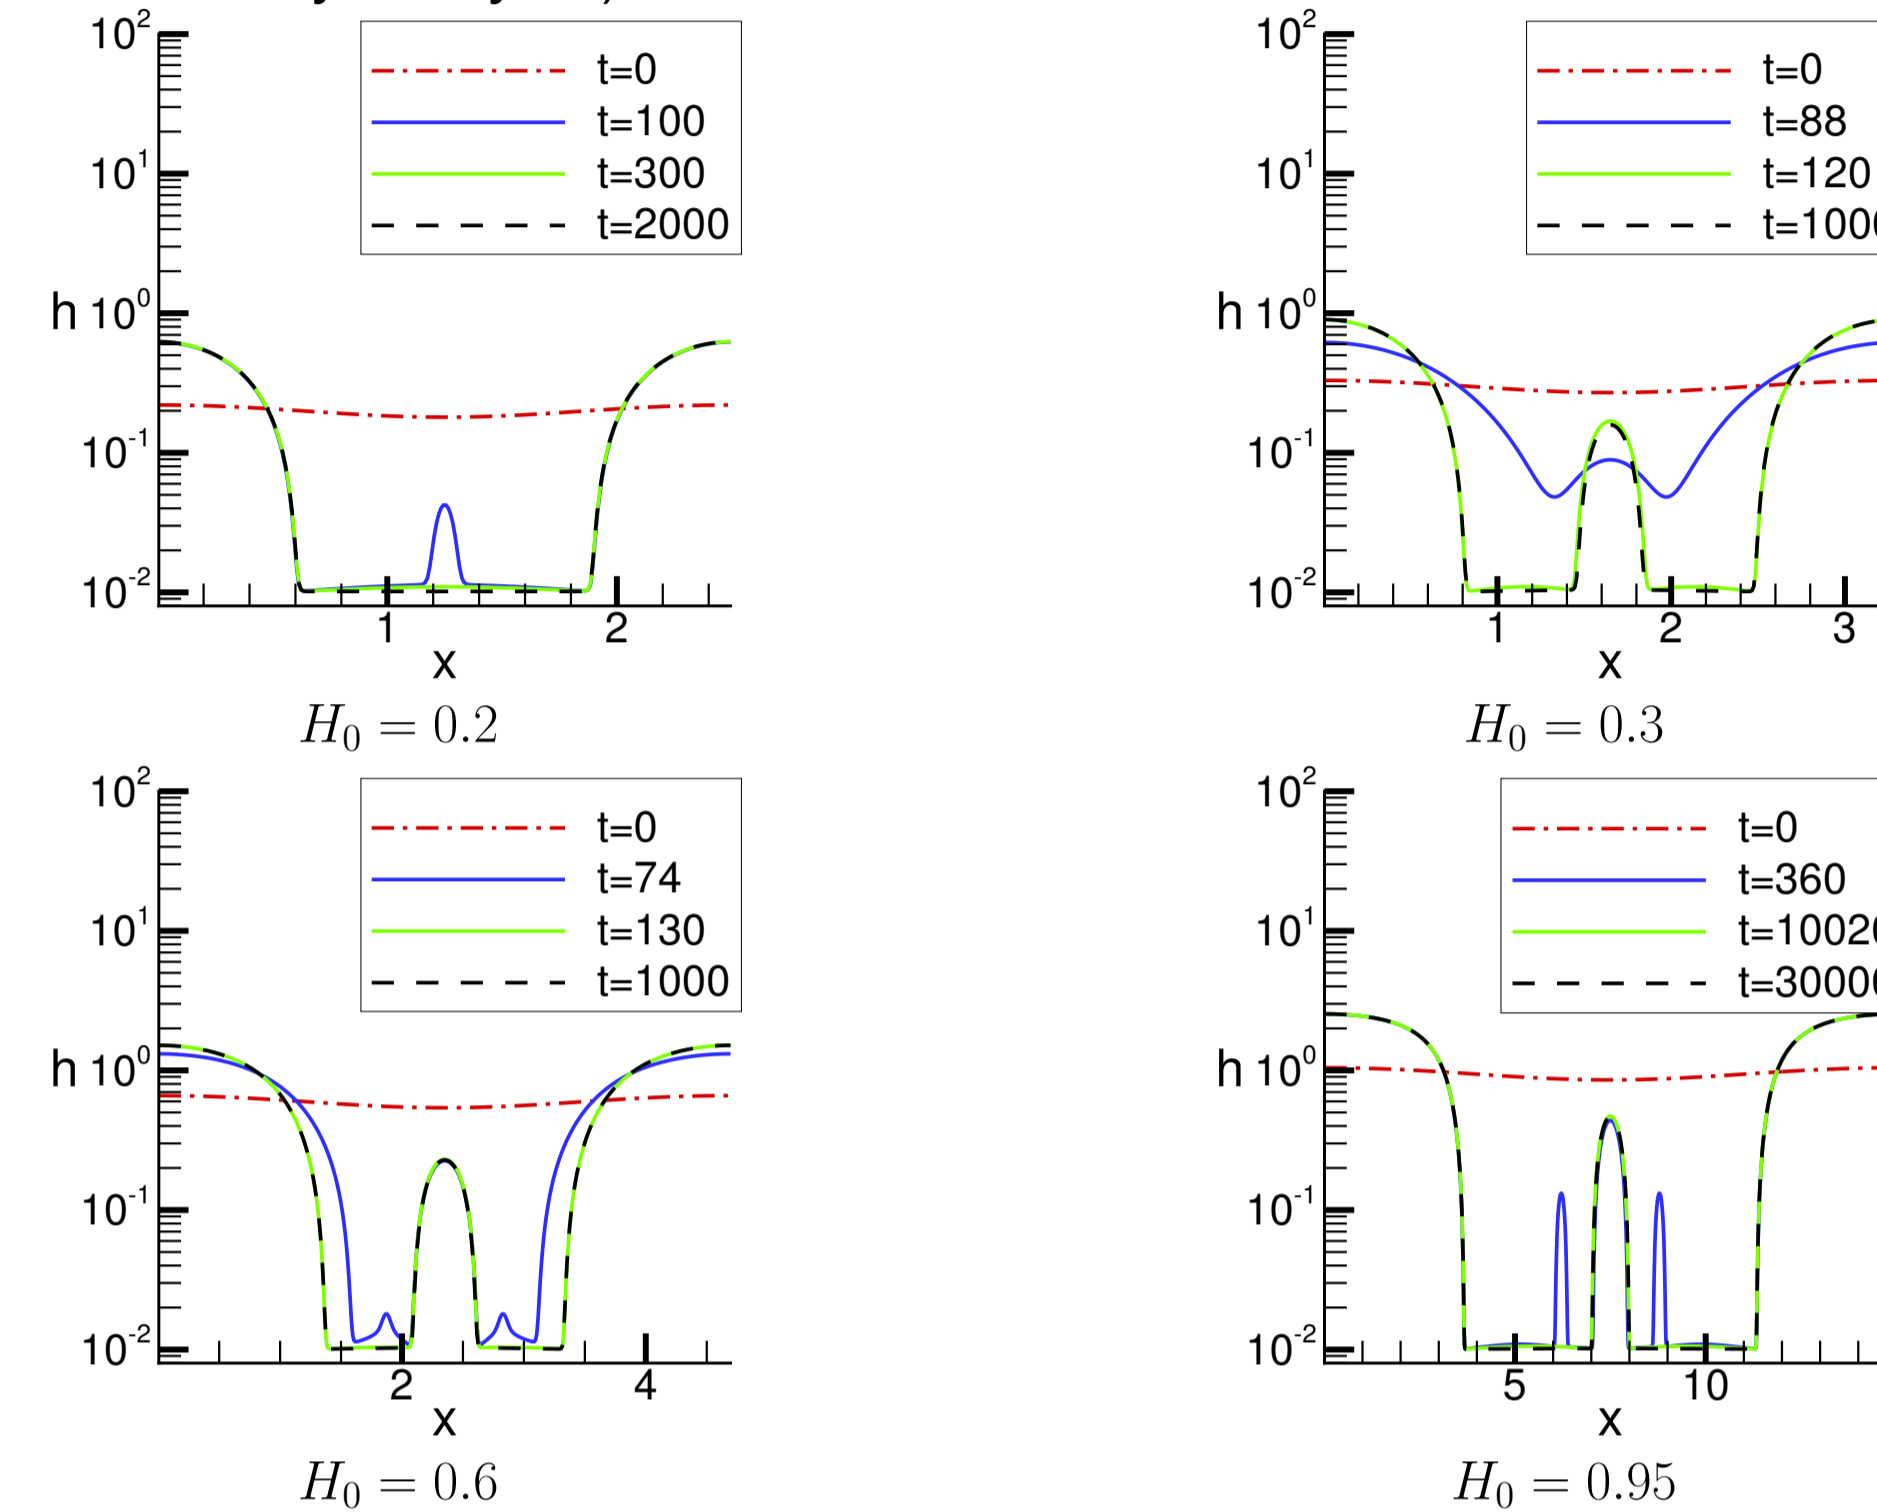 10²
10¹
10⁰
10⁻¹
10⁻²
h
t=0
t=100
t=300
t=2000
1 2
x
H₀ = 0.2
10²
10¹
10⁰
10⁻¹
10⁻²
h
t=0
t=88
t=120
1 2 3
x
H₀ = 0.3
10²
10¹
10⁰
10⁻¹
10⁻²
h
t=0
t=74
t=130
t=1000
2 4
x
H₀ = 0.6
10²
10¹
10⁰
10⁻¹
10⁻²
h
t=0
t=360
5 10
x
H₀ = 0.95